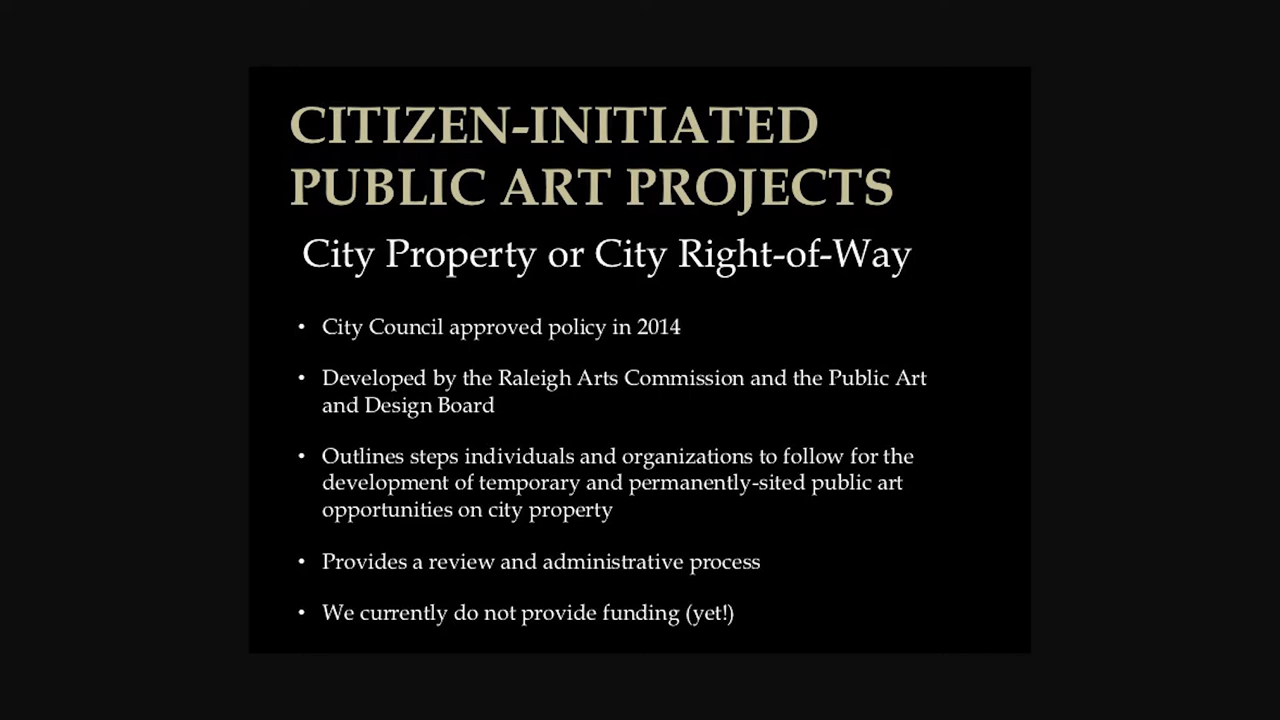 CITIZEN-INITIATED
PUBLIC ART PROJECTS
City Property or City Right-of-Way
• City Council approved policy in 2014
• Developed by the Raleigh Arts Commission and the Public Art
and Design Board
• Outlines steps individuals and organizations to follow for the
development of temporary and permanently-sited public art
opportunities on city property
• Provides a review and administrative process
• We currently do not provide funding (yet!)